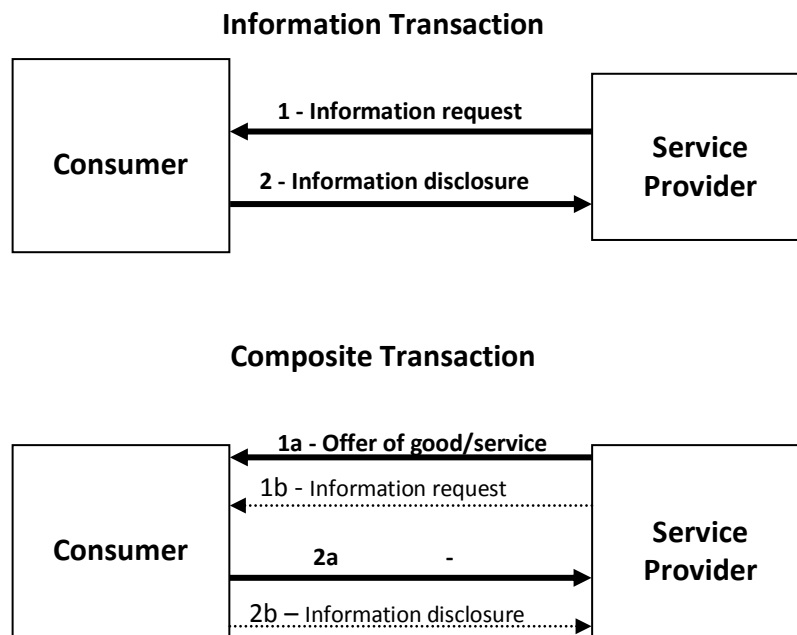 Information Transaction
1 - Information request
Consumer
Service
Provider
2 - Information disclosure
Composite Transaction
1a - Offer of good/service
1b - Information request
Consumer
Service
Provider
2a -
2b – Information disclosure